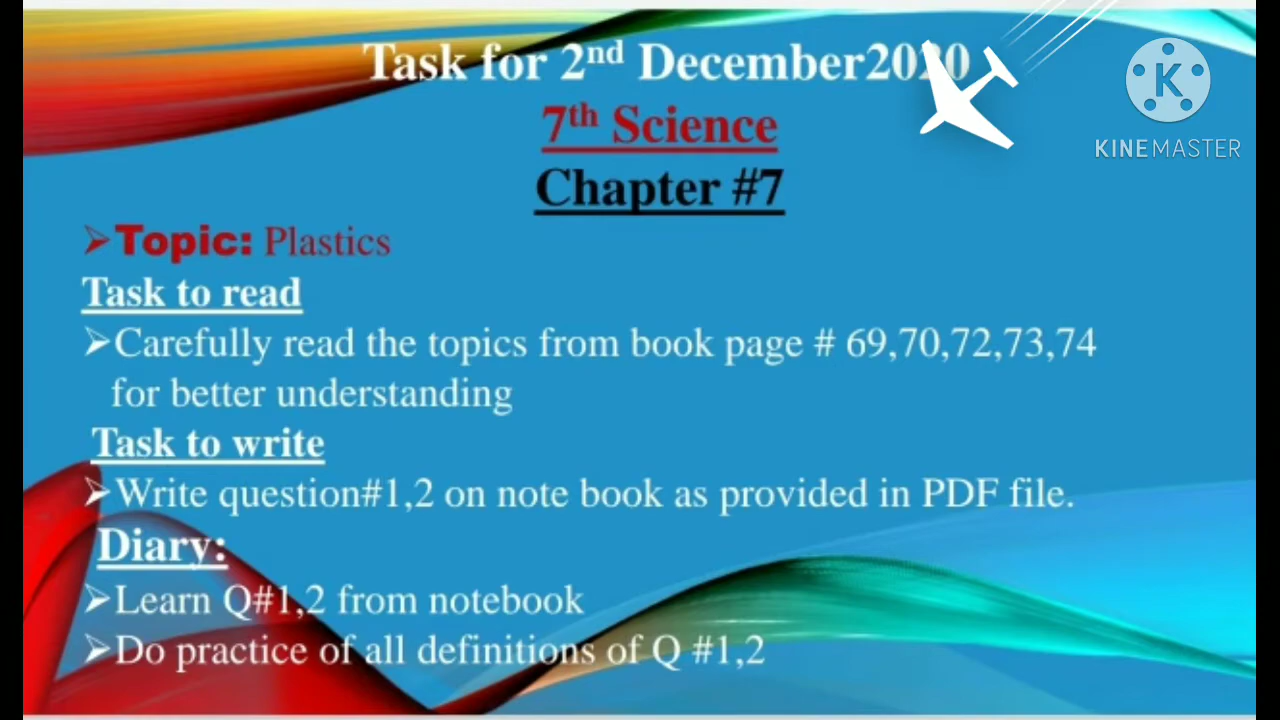 Task for 2nd December2020
7th Science
Chapter #7
K
KINEMASTER
➢Topic: Plastics
Task to read
➢Carefully read the topics from book page # 69,70,72,73,74
for better understanding
Task to write
➢Write question#1,2 on note book as provided in PDF file.
Diary:
➢Learn Q#1,2 from notebook
➢Do practice of all definitions of Q #1,2